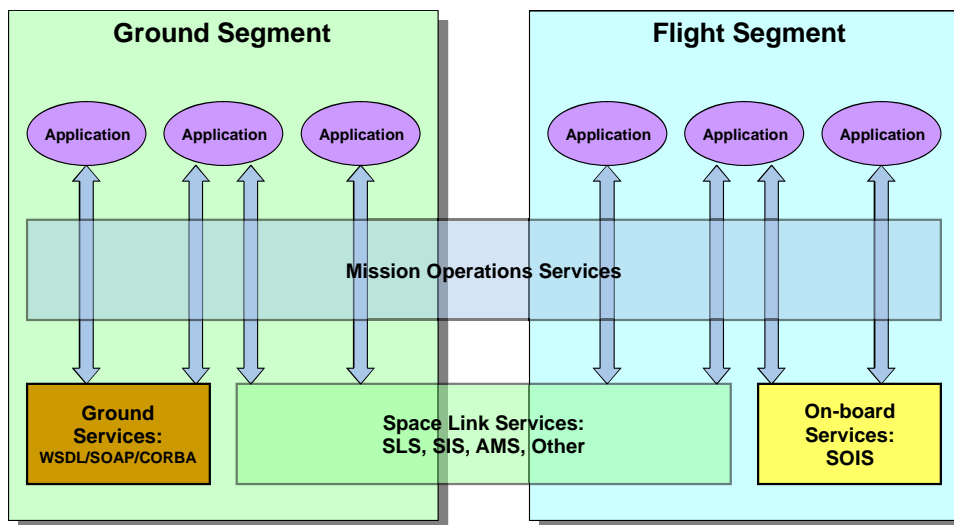 Ground Segment
Flight Segment
Application
Application
Application
Application
Application
Application
Mission Operations Services
Ground
Services:
WSDL/SOAP/CORBA
Space Link Services:
SLS, SIS, AMS, Other
On-board
Services:
SOIS